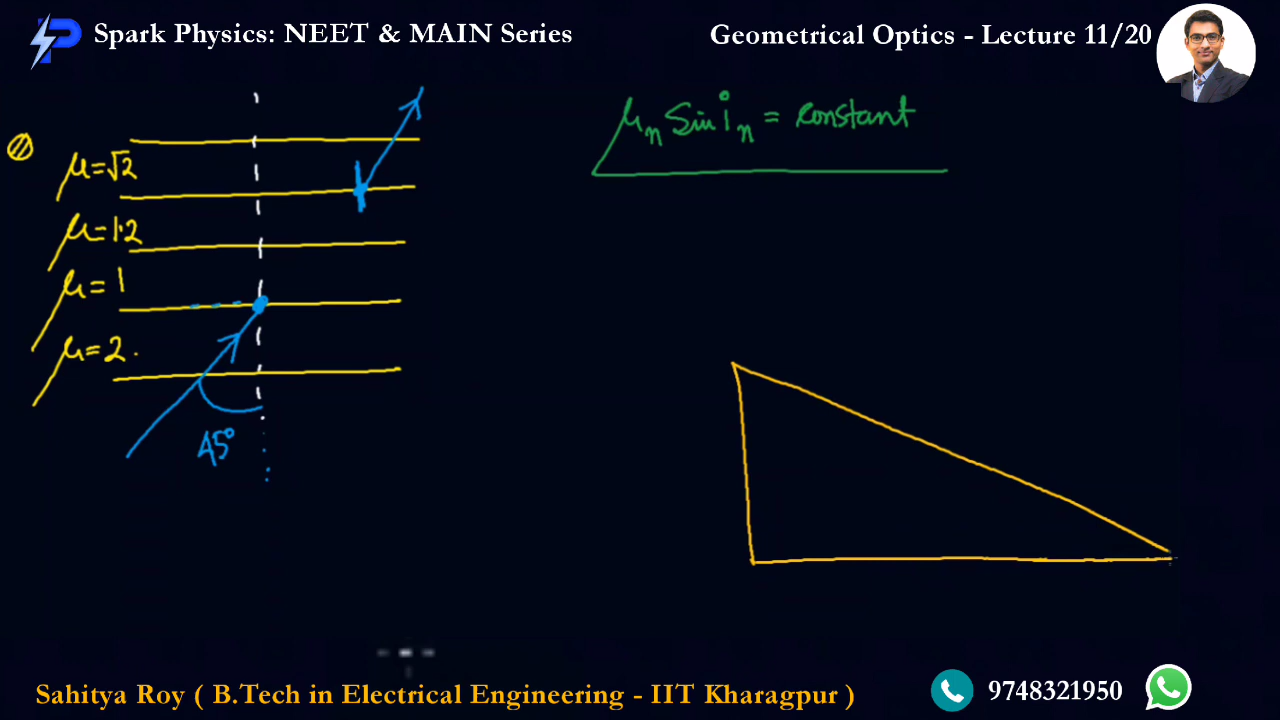 Spark Physics: NEET & MAIN Series
Geometrical Optics - Lecture 11/20
μₙ Sin iₙ = constant
μ=√2
μ=1.2
μ=1
μ=2.
45°
Sahitya Roy ( B.Tech in Electrical Engineering - IIT Kharagpur )
9748321950